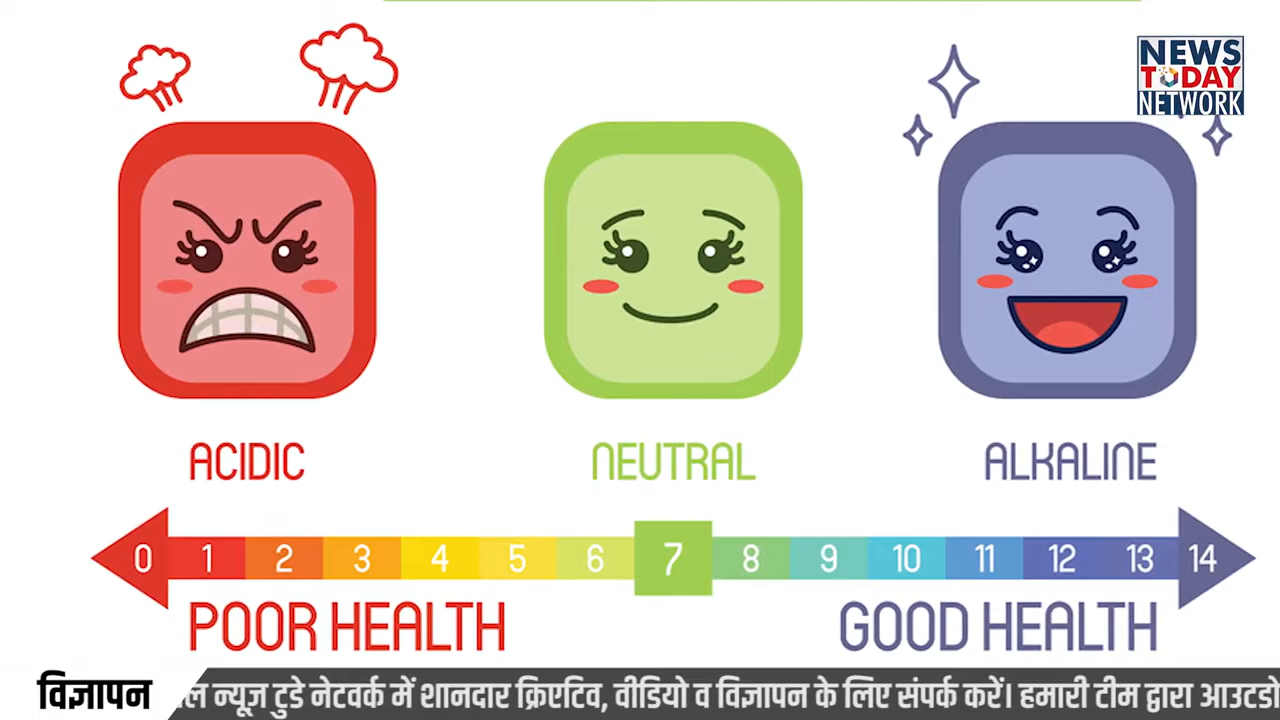 NEWS
TODAY
NETWORK
ACIDIC
NEUTRAL
ALKALINE
0 1 2 3 4 5 6 7 8 9 10 11 12 13 14
POOR HEALTH
GOOD HEALTH
विज्ञापन
न्यूज़ टुडे नेटवर्क में शानदार क्रिएटिव, वीडियो व विज्ञापन के लिए संपर्क करें। हमारी टीम द्वारा